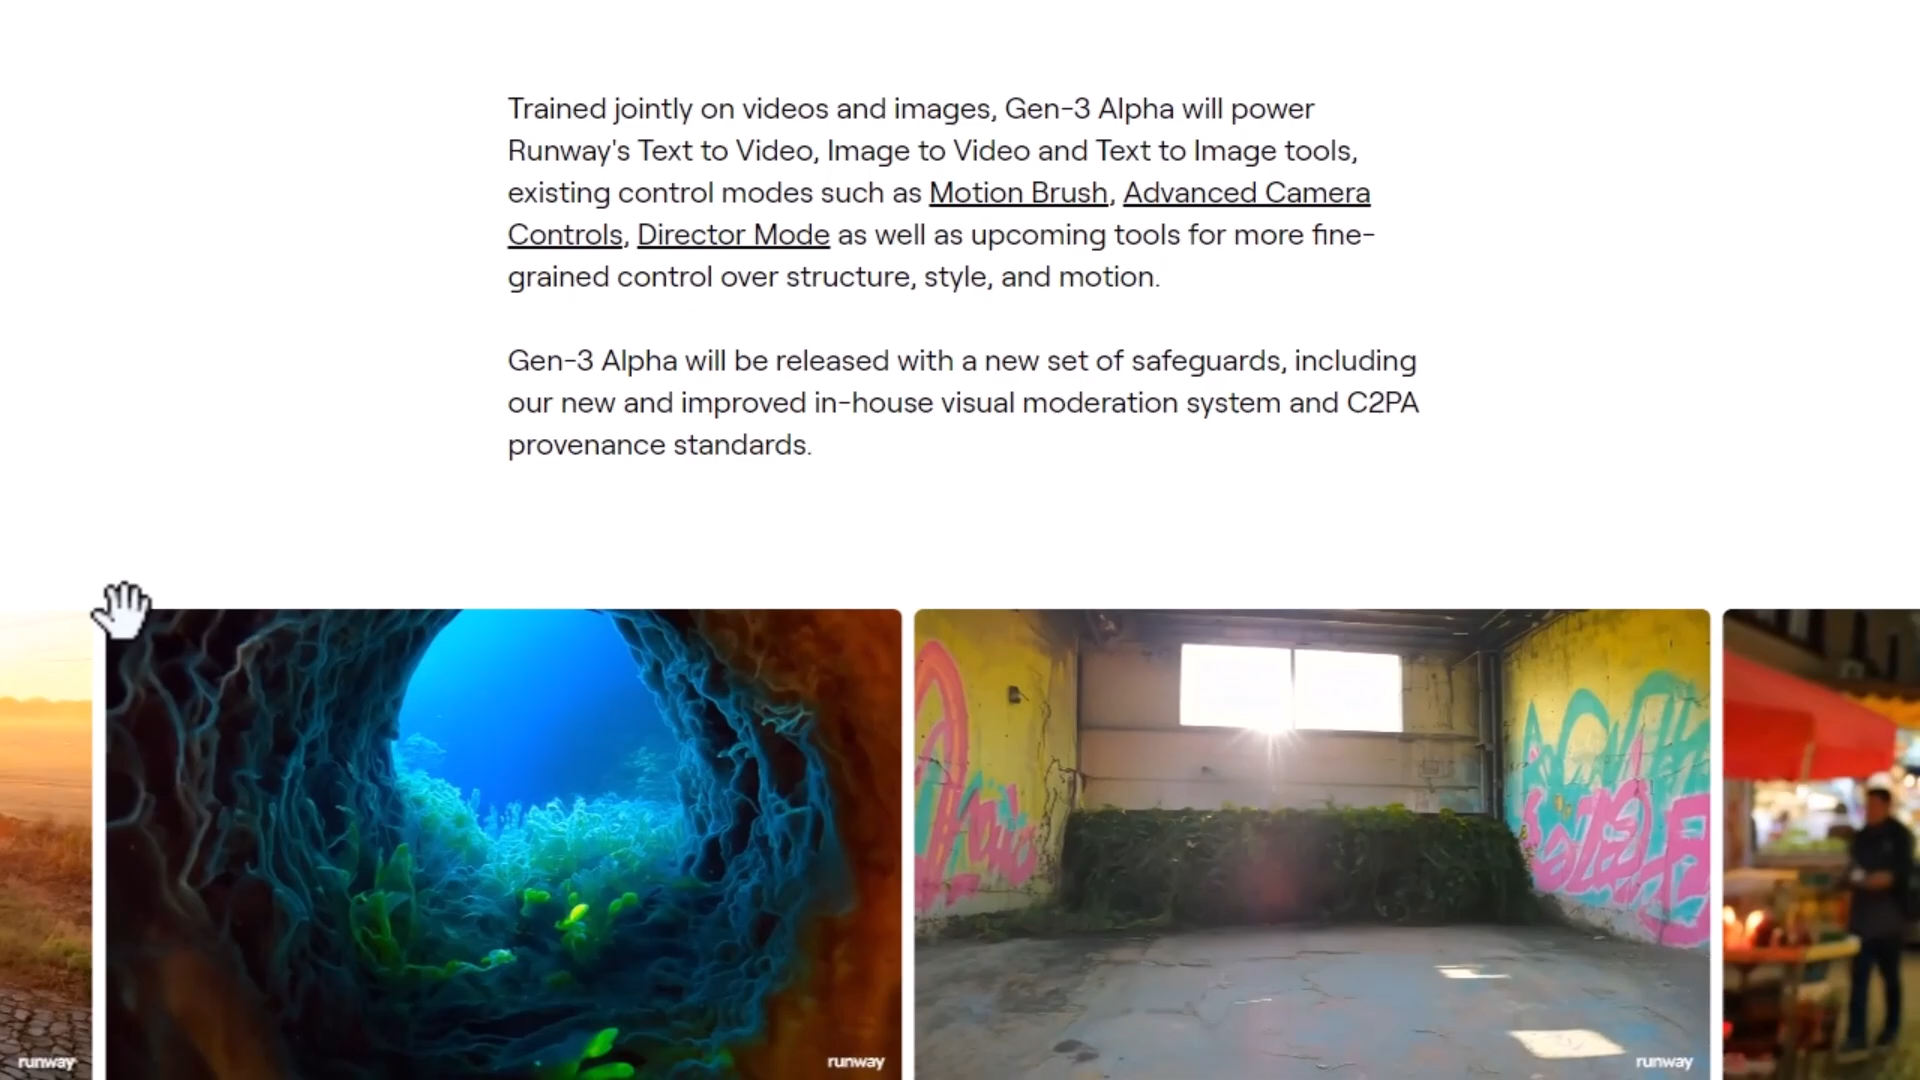 Trained jointly on videos and images, Gen-3 Alpha will power
Runway's Text to Video, Image to Video and Text to Image tools,
existing control modes such as Motion Brush, Advanced Camera
Controls, Director Mode as well as upcoming tools for more fine-
grained control over structure, style, and motion.
Gen-3 Alpha will be released with a new set of safeguards, including
our new and improved in-house visual moderation system and C2PA
provenance standards.
runway
runway
runway